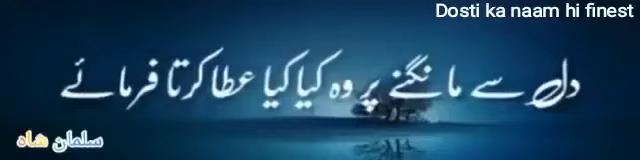 Dosti ka naam hi finest
دل سے مانگنے پر وہ کیا کیا عطا کرتا فرمائے
سلمان شاہ